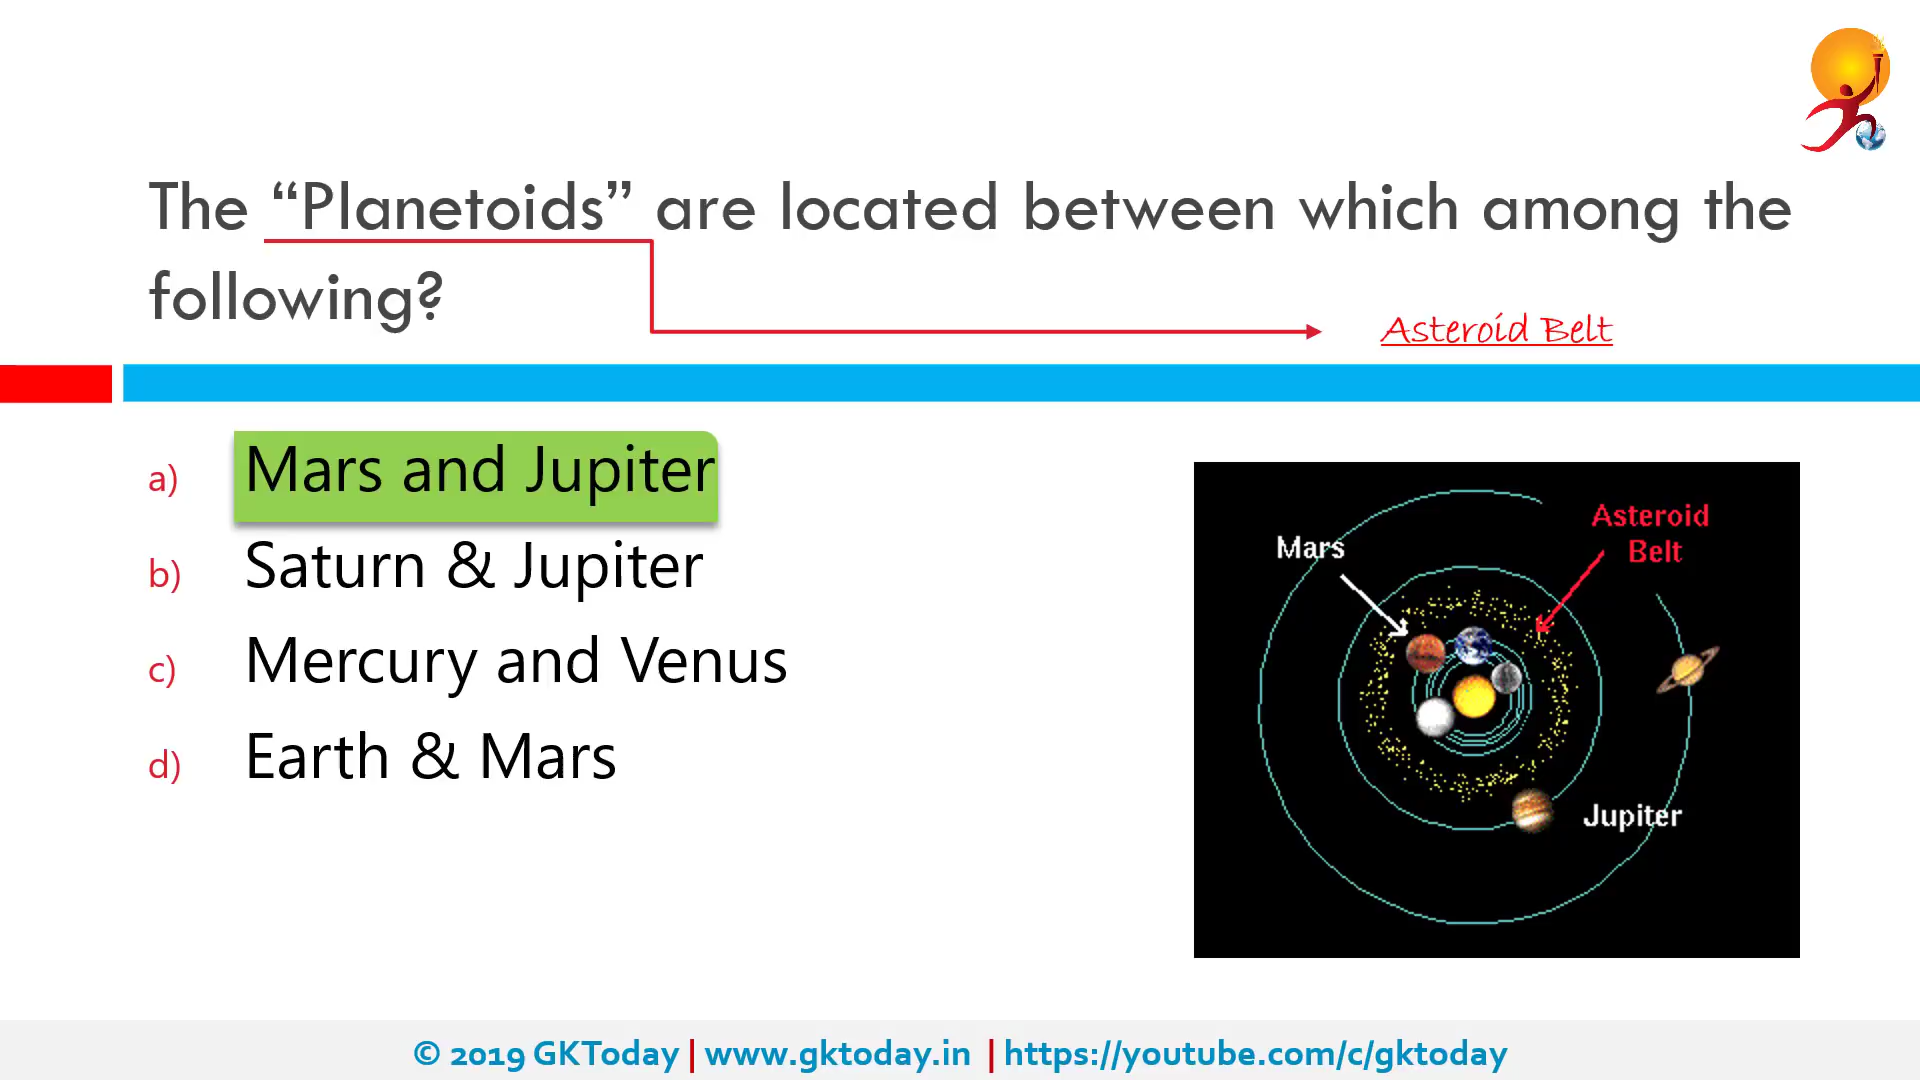 The “Planetoids” are located between which among the
following?
Asteroid Belt
a) Mars and Jupiter
b) Saturn & Jupiter
c) Mercury and Venus
d) Earth & Mars
Asteroid
Belt
Mars
Jupiter
© 2019 GKToday | www.gktoday.in | https://youtube.com/c/gktoday